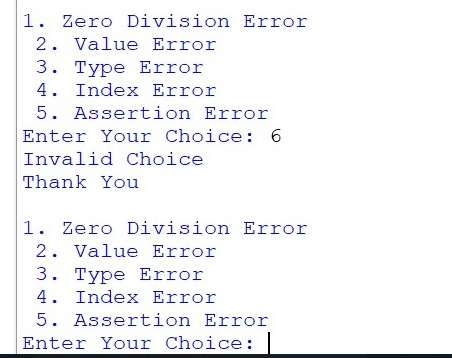 1. Zero Division Error
 2. Value Error
 3. Type Error
 4. Index Error
 5. Assertion Error
Enter Your Choice: 6
Invalid Choice
Thank You

1. Zero Division Error
 2. Value Error
 3. Type Error
 4. Index Error
 5. Assertion Error
Enter Your Choice: